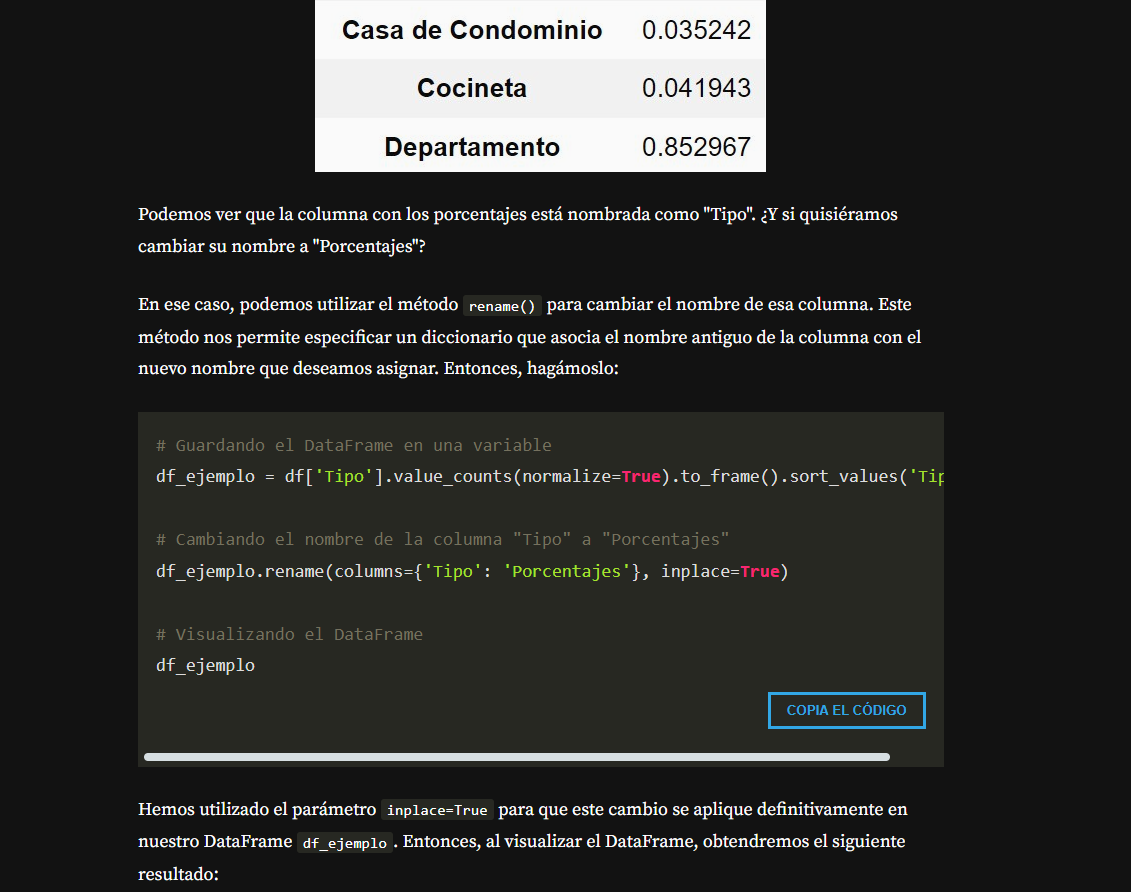 Casa de Condominio 0.035242
Cocineta 0.041943
Departamento 0.852967
Podemos ver que la columna con los porcentajes está nombrada como "Tipo". ¿Y si quisiéramos
cambiar su nombre a "Porcentajes"?
En ese caso, podemos utilizar el método rename() para cambiar el nombre de esa columna. Este
método nos permite especificar un diccionario que asocia el nombre antiguo de la columna con el
nuevo nombre que deseamos asignar. Entonces, hagámoslo:
# Guardando el DataFrame en una variable
df_ejemplo = df['Tipo'].value_counts(normalize=True).to_frame().sort_values('Tip
# Cambiando el nombre de la columna "Tipo" a "Porcentajes"
df_ejemplo.rename(columns={'Tipo': 'Porcentajes'}, inplace=True)
# Visualizando el DataFrame
df_ejemplo
COPIA EL CÓDIGO
Hemos utilizado el parámetro inplace=True para que este cambio se aplique definitivamente en
nuestro DataFrame df_ejemplo. Entonces, al visualizar el DataFrame, obtendremos el siguiente
resultado: